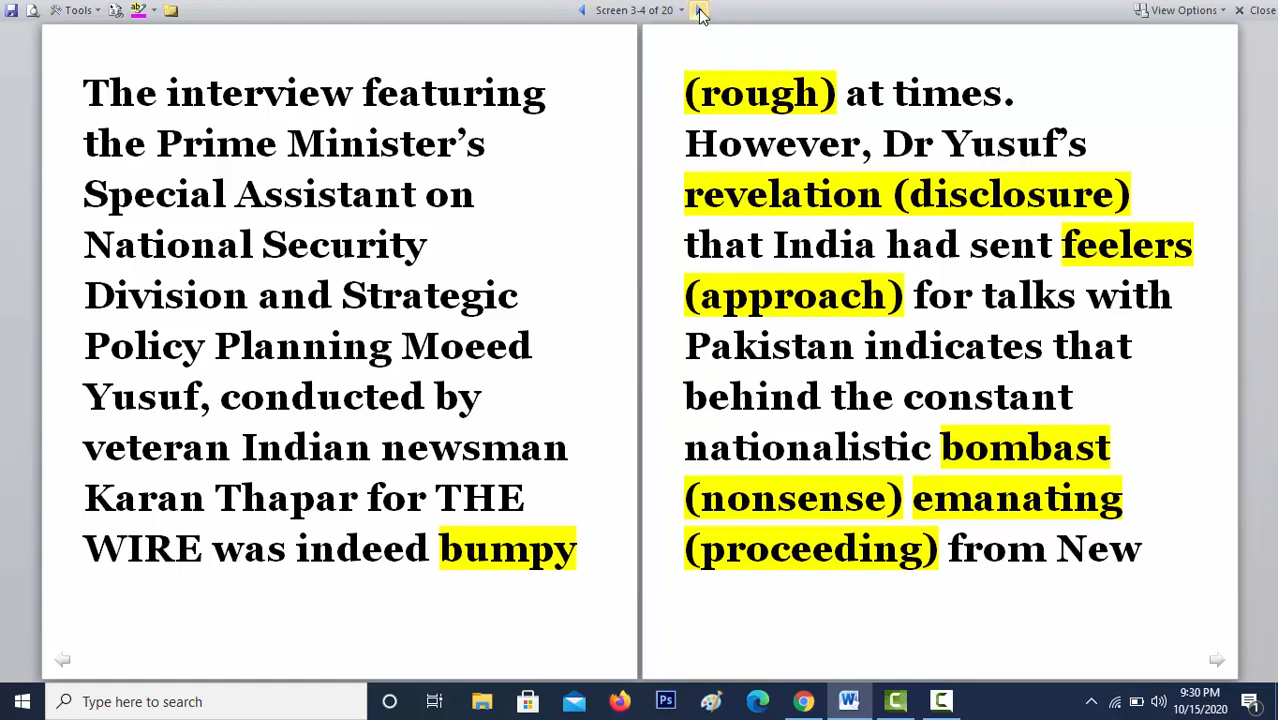 Tools
Screen 3-4 of 20
View Options
Close
The interview featuring
the Prime Minister’s
Special Assistant on
National Security
Division and Strategic
Policy Planning Moeed
Yusuf, conducted by
veteran Indian newsman
Karan Thapar for THE
WIRE was indeed bumpy
(rough) at times.
However, Dr Yusuf’s
revelation (disclosure)
that India had sent feelers
(approach) for talks with
Pakistan indicates that
behind the constant
nationalistic bombast
(nonsense) emanating
(proceeding) from New
Type here to search
Ps
9:30 PM
10/15/2020